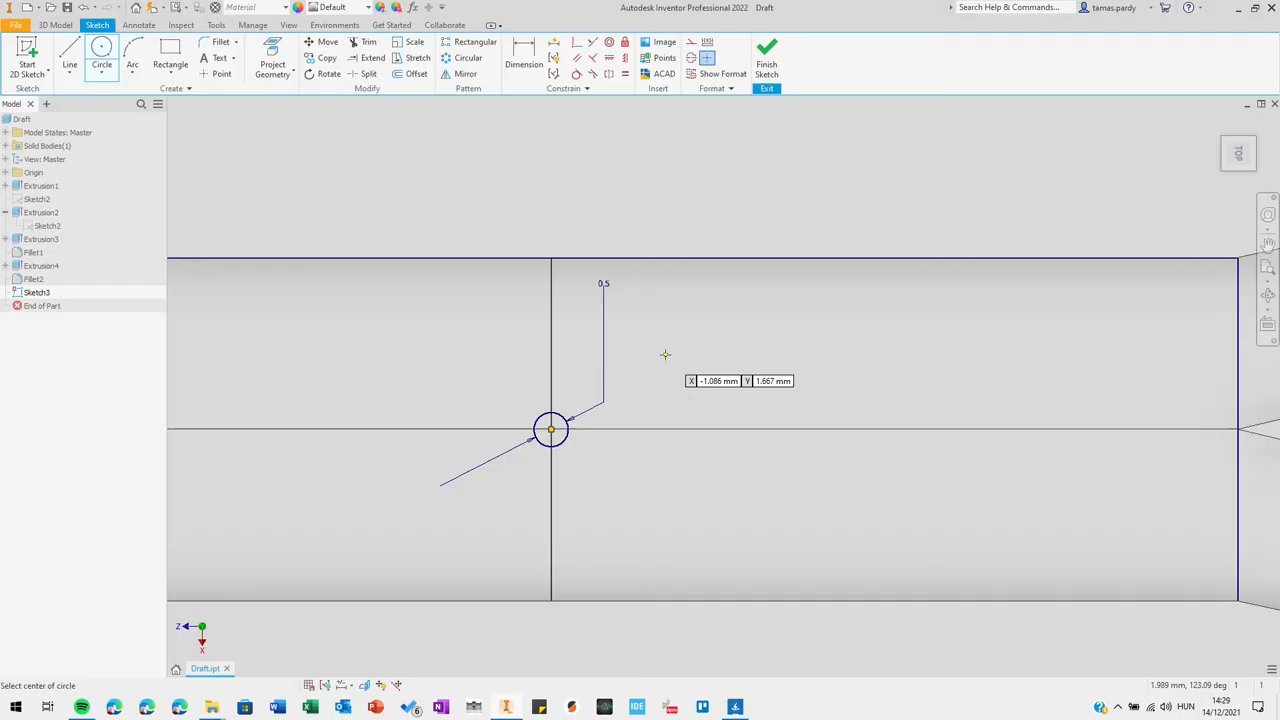 Material
Default
Autodesk Inventor Professional 2022 Draft
Search Help & Commands...
tamas.pardy
File
3D Model
Sketch
Annotate
Inspect
Tools
Manage
View
Environments
Get Started
Collaborate
Start
2D Sketch
Line
Circle
Arc
Rectangle
Fillet
Text
Point
Project
Geometry
Move
Copy
Rotate
Trim
Extend
Split
Scale
Stretch
Offset
Rectangular
Circular
Mirror
Dimension
Image
Points
ACAD
Show Format
Finish
Sketch
Sketch
Create
Modify
Pattern
Constrain
Insert
Format
Exit
Model
Draft
Model States: Master
Solid Bodies(1)
View: Master
Origin
Extrusion1
Sketch2
Extrusion2
Sketch2
Extrusion3
Fillet1
Extrusion4
Fillet2
Sketch3
End of Part
TOP
0.5
X -1.086 mm Y 1.667 mm
Z
X
Draft.ipt
Select center of circle
1.989 mm, 123.09 deg 1 1
HUN
14:29
14/12/2021